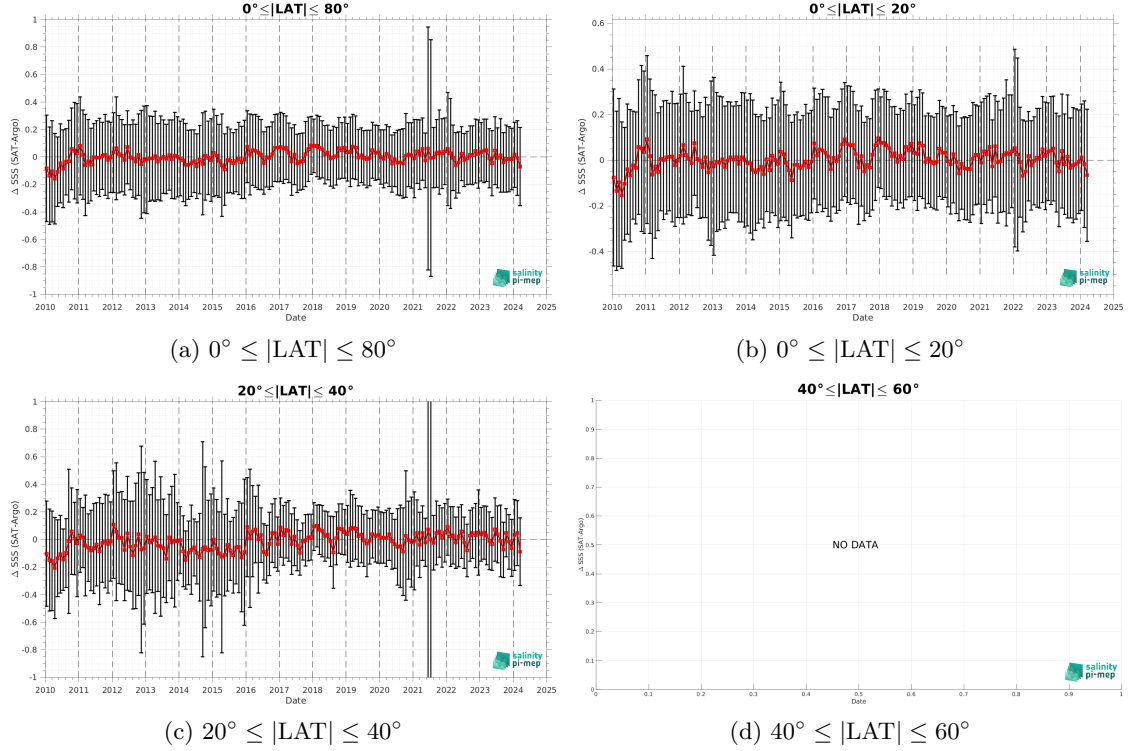 0°≤|LAT|≤ 80°
1
0.8
0.6
0.4
0.2
0
-0.2
-0.4
-0.6
-0.8
-1
Δ SSS (SAT-Argo)
2010 2011 2012 2013 2014 2015 2016 2017 2018 2019 2020 2021 2022 2023 2024 2025
Date
salinity
pi-mep
(a) 0° ≤ |LAT| ≤ 80°
0°≤|LAT|≤ 20°
0.6
0.4
0.2
0
-0.2
-0.4
Δ SSS (SAT-Argo)
2010 2011 2012 2013 2014 2015 2016 2017 2018 2019 2020 2021 2022 2023 2024 2025
Date
salinity
pi-mep
(b) 0° ≤ |LAT| ≤ 20°
20°≤|LAT|≤ 40°
1
0.8
0.6
0.4
0.2
0
-0.2
-0.4
-0.6
-0.8
-1
Δ SSS (SAT-Argo)
2010 2011 2012 2013 2014 2015 2016 2017 2018 2019 2020 2021 2022 2023 2024 2025
Date
salinity
pi-mep
(c) 20° ≤ |LAT| ≤ 40°
40°≤|LAT|≤ 60°
1
0.9
0.8
0.7
0.6
0.5
0.4
0.3
0.2
0.1
0
Δ SSS (SAT-Argo)
NO DATA
0 0.1 0.2 0.3 0.4 0.5 0.6 0.7 0.8 0.9 1
Date
salinity
pi-mep
(d) 40° ≤ |LAT| ≤ 60°